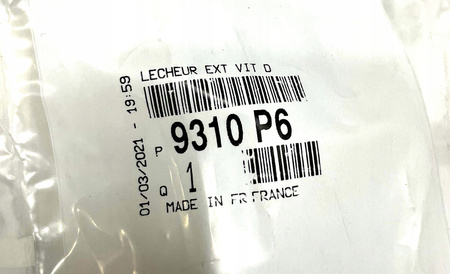 LECHEUR EXT VIT D
P 9310 P6
Q 1
MADE IN FR FRANCE
01/03/2021 - 19:59